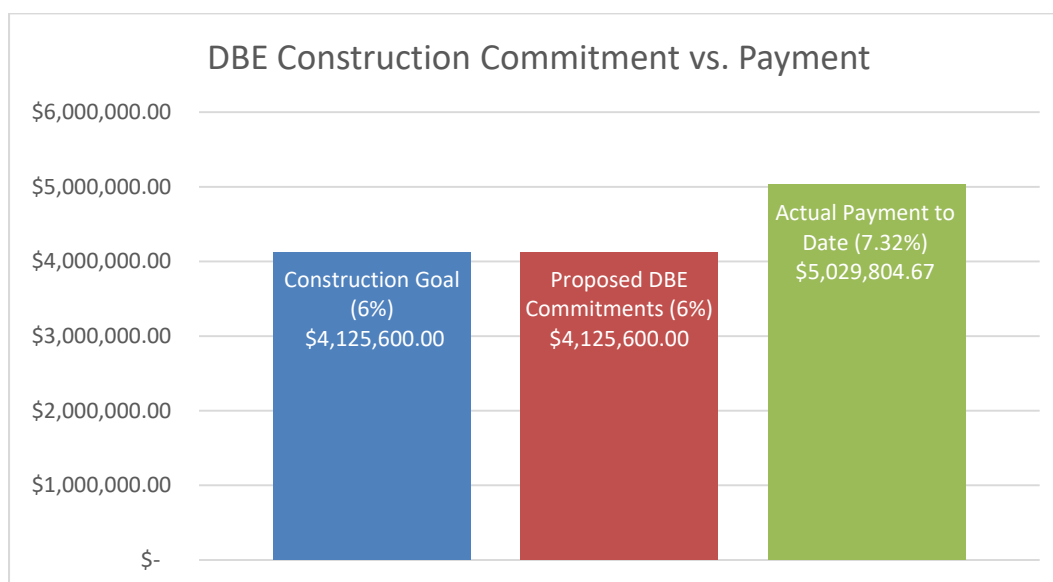 DBE Construction Commitment vs. Payment
$6,000,000.00
$5,000,000.00
$4,000,000.00
$3,000,000.00
$2,000,000.00
$1,000,000.00
$-
Construction Goal
(6%)
$4,125,600.00
Proposed DBE
Commitments (6%)
$4,125,600.00
Actual Payment to
Date (7.32%)
$5,029,804.67